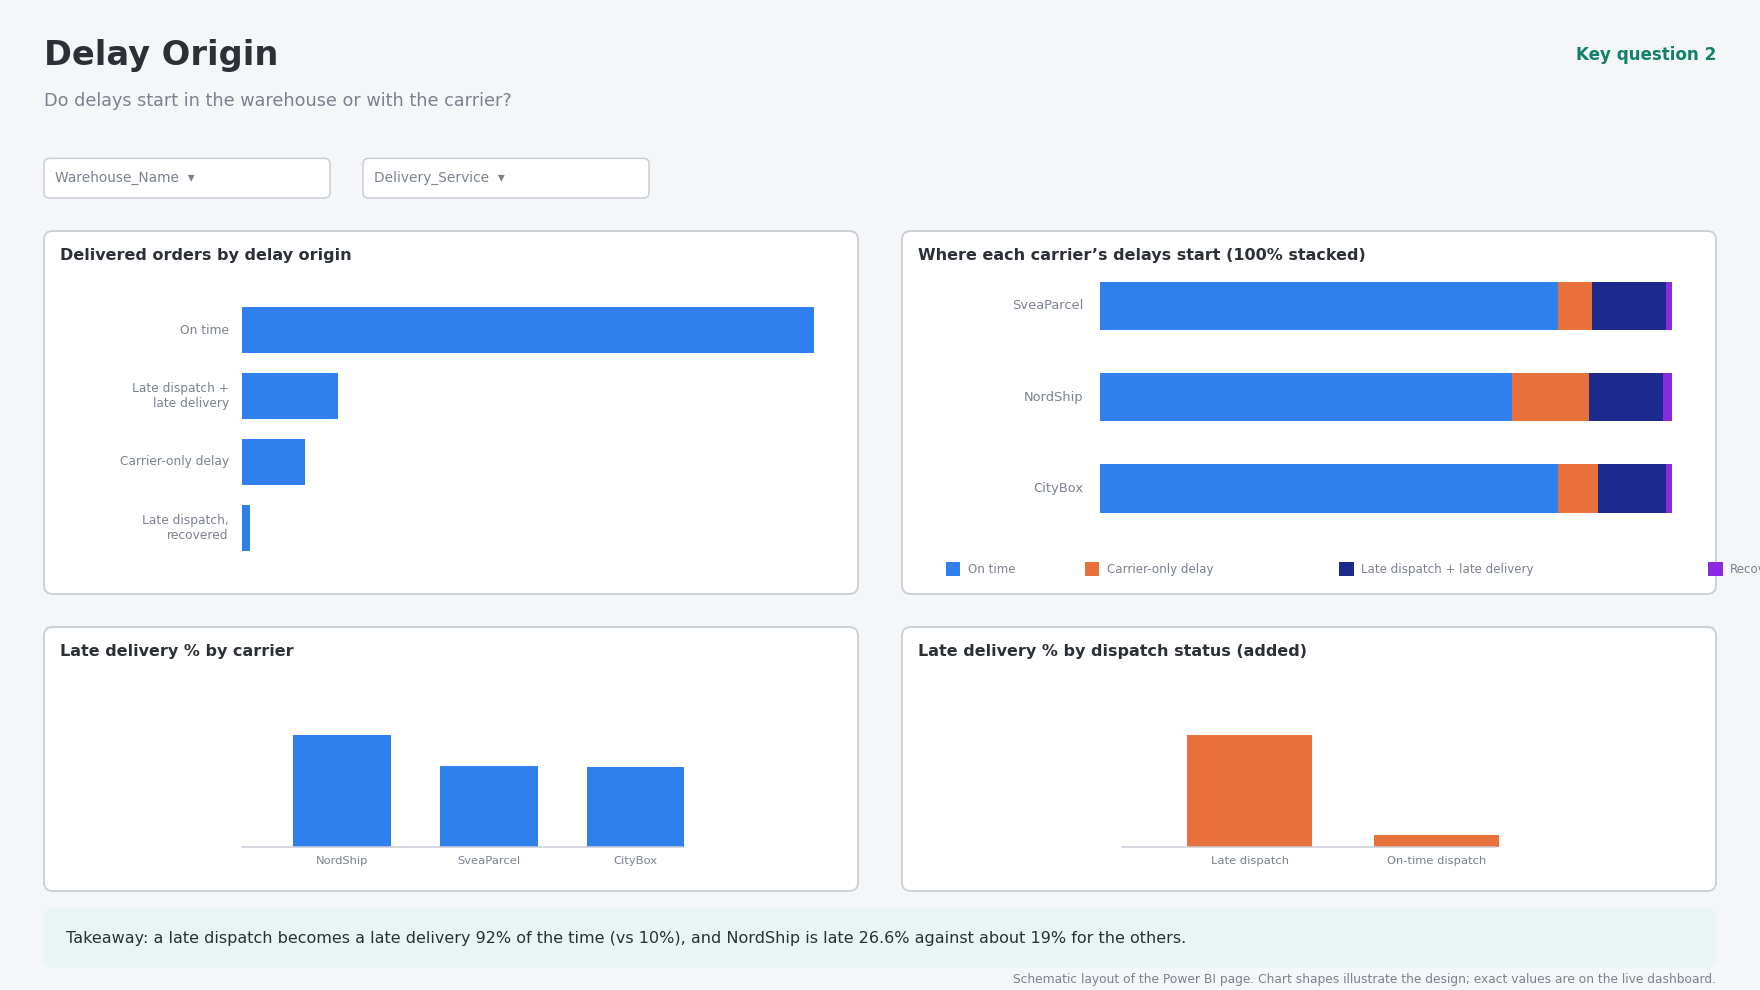 Delay Origin
Key question 2
Do delays start in the warehouse or with the carrier?
Warehouse_Name ▾
Delivery_Service ▾
Delivered orders by delay origin
On time
Late dispatch +
late delivery
Carrier-only delay
Late dispatch,
recovered
Where each carrier’s delays start (100% stacked)
SveaParcel
NordShip
CityBox
On time
Carrier-only delay
Late dispatch + late delivery
Late delivery % by carrier
NordShip
SveaParcel
CityBox
Late delivery % by dispatch status (added)
Late dispatch
On-time dispatch
Takeaway: a late dispatch becomes a late delivery 92% of the time (vs 10%), and NordShip is late 26.6% against about 19% for the others.
Schematic layout of the Power BI page. Chart shapes illustrate the design; exact values are on the live dashboard.